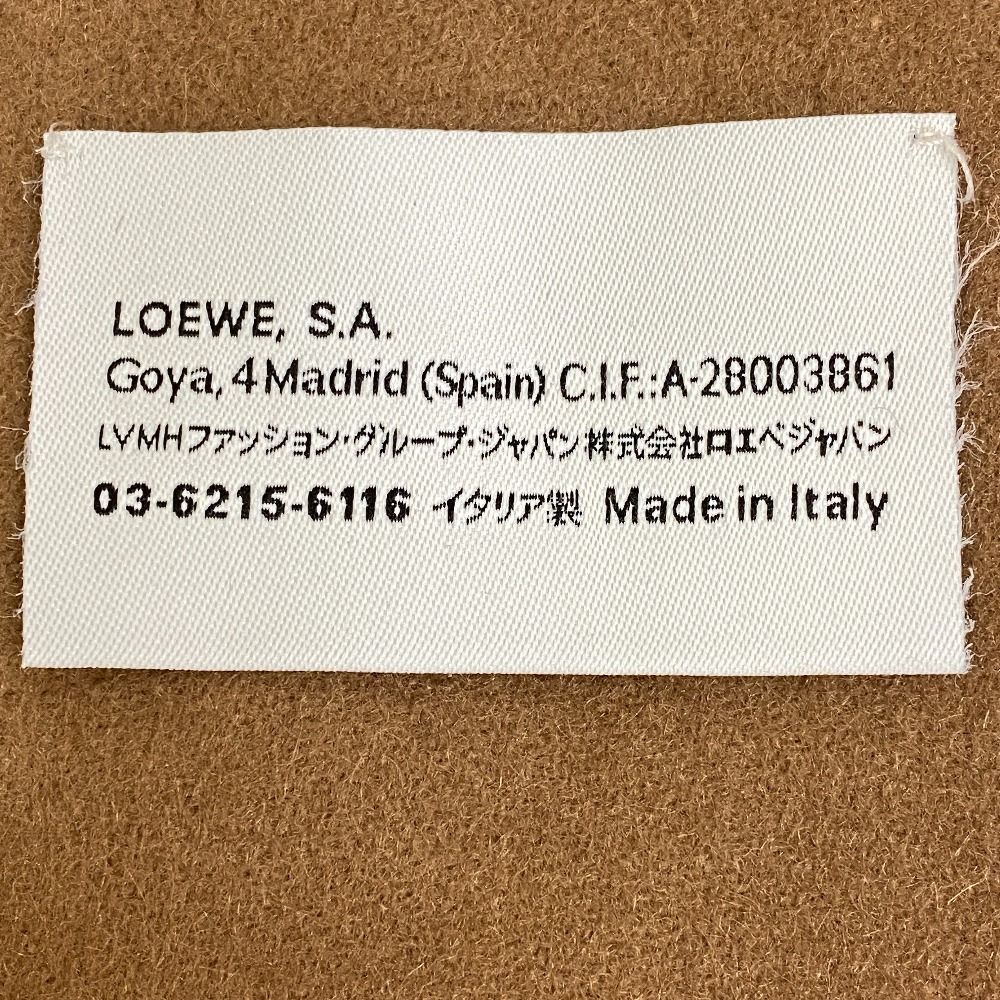 LOEWE, S.A.
Goya, 4 Madrid (Spain) C.I.F.: A-28003861
LVMHファッション・グループ・ジャパン株式会社ロエベジャパン
03-6215-6116 イタリア製 Made in Italy